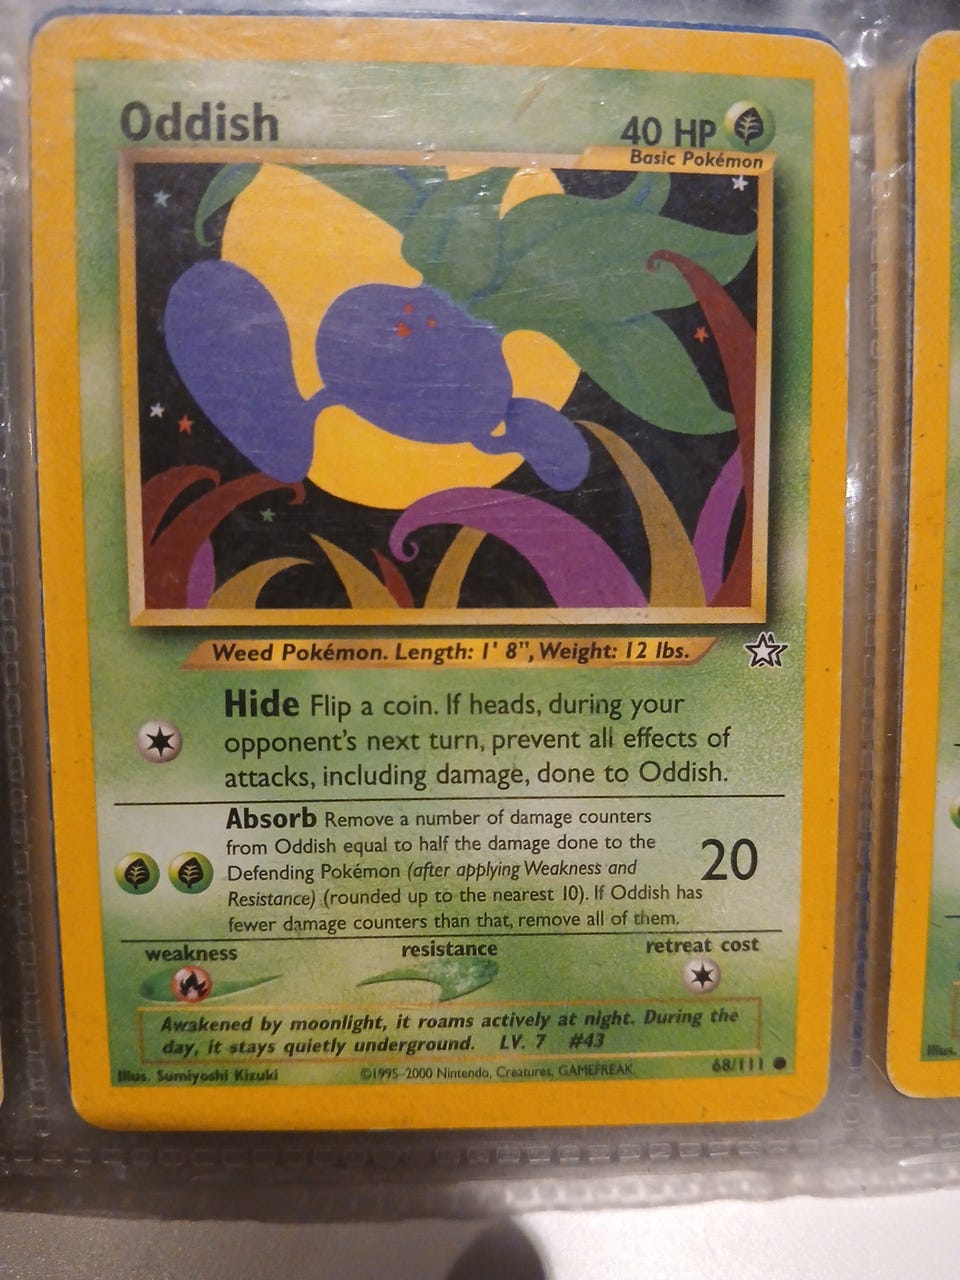 Oddish
40 HP
Basic Pokémon
Weed Pokémon. Length: 1' 8", Weight: 12 lbs.
Hide Flip a coin. If heads, during your
opponent's next turn, prevent all effects of
attacks, including damage, done to Oddish.
Absorb Remove a number of damage counters
from Oddish equal to half the damage done to the
Defending Pokémon (after applying Weakness and
Resistance) (rounded up to the nearest 10). If Oddish has
fewer damage counters than that, remove all of them.
20
weakness resistance retreat cost
Awakened by moonlight, it roams actively at night. During the
day, it stays quietly underground. LV. 7 #43
Illus. Sumiyoshi Kizuki ©1995-2000 Nintendo, Creatures, GAMEFREAK. 68/111
Illus.